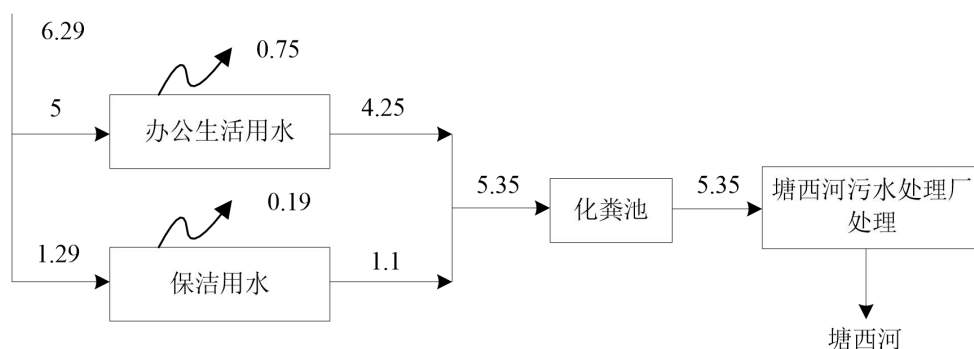 6.29
0.75
5
办公生活用水
4.25
0.19
1.29
保洁用水
1.1
5.35
化粪池
5.35
塘西河污水处理厂
处理
塘西河